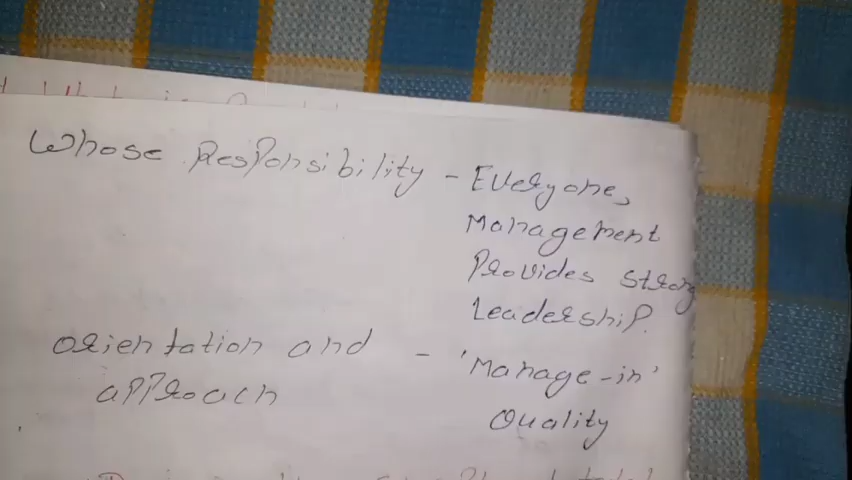 Whose Responsibility - Everyone,
Management
Provides strong
Leadership.
orientation and - 'Manage-in'
approach Quality